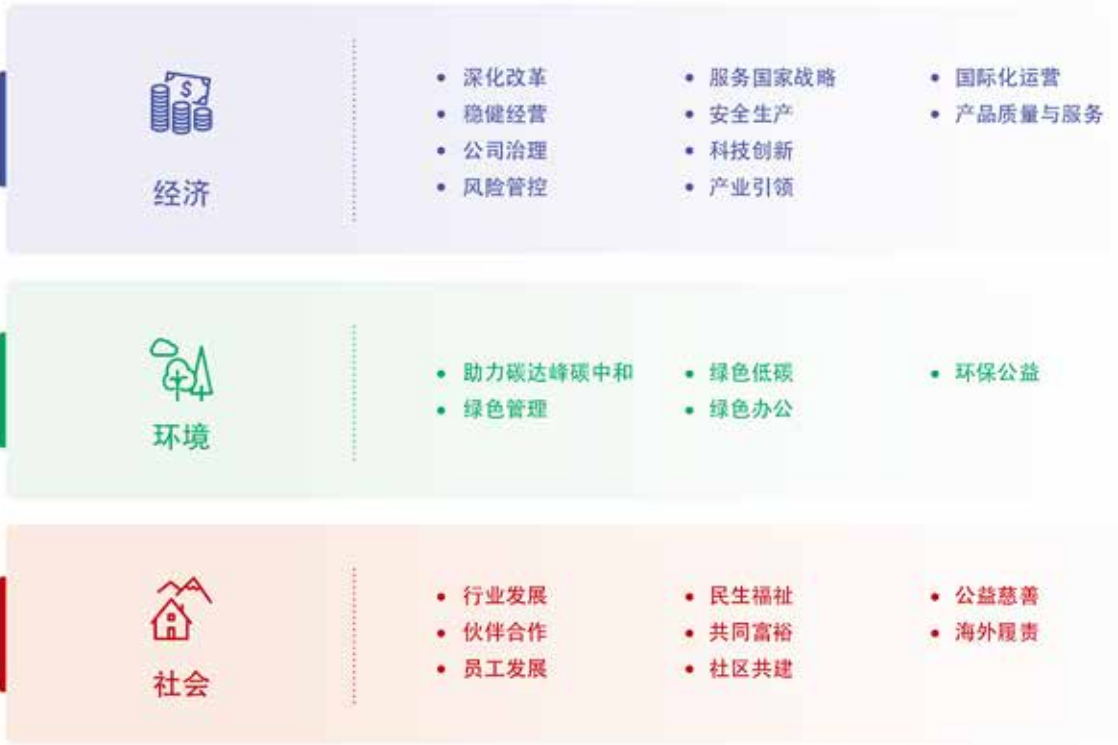 经济
深化改革
稳健经营
公司治理
风险管控
服务国家战略
安全生产
科技创新
产业引领
国际化运营
产品质量与服务
环境
助力碳达峰碳中和
绿色管理
绿色低碳
绿色办公
环保公益
社会
行业发展
伙伴合作
员工发展
民生福祉
共同富裕
社区共建
公益慈善
海外履责